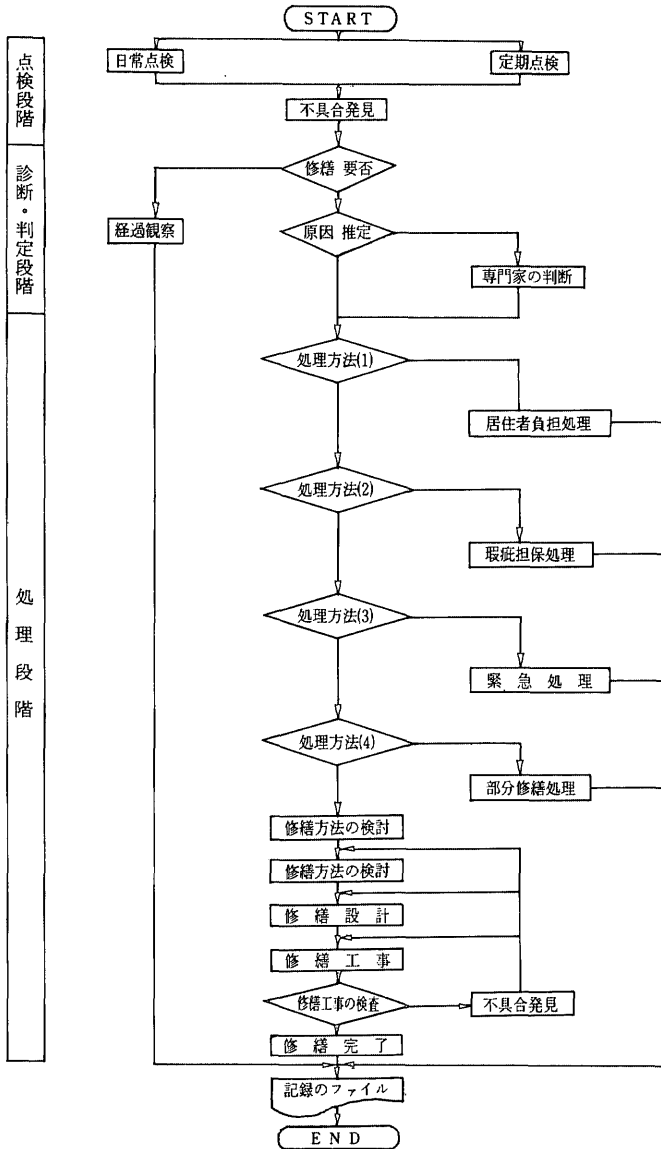 START
点検段階
日常点検
定期点検
不具合発見
診断・判定段階
修繕 要否
経過観察
原因 推定
専門家の判断
処理段階
処理方法(1)
居住者負担処理
処理方法(2)
瑕疵担保処理
処理方法(3)
緊急処理
処理方法(4)
部分修繕処理
修繕方法の検討
修繕方法の検討
修繕設計
修繕工事
修繕工事の検査
不具合発見
修繕完了
記録のファイル
END